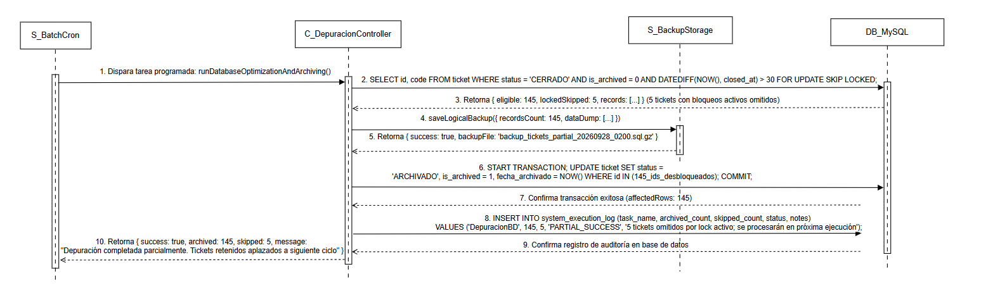 S_BatchCron
C_DepuracionController
S_BackupStorage
DB_MySQL
1. Dispara tarea programada: runDatabaseOptimizationAndArchiving()
2. SELECT id, code FROM ticket WHERE status = 'CERRADO' AND is_archived = 0 AND DATEDIFF(NOW(), closed_at) > 30 FOR UPDATE SKIP LOCKED;
3. Retorna { eligible: 145, lockedSkipped: 5, records: [...] } (5 tickets con bloqueos activos omitidos)
4. saveLogicalBackup({ recordsCount: 145, dataDump: [...] })
5. Retorna { success: true, backupFile: 'backup_tickets_partial_20260928_0200.sql.gz' }
6. START TRANSACTION; UPDATE ticket SET status =
'ARCHIVADO', is_archived = 1, fecha_archivado = NOW() WHERE id IN (145_ids_desbloqueados); COMMIT;
7. Confirma transacción exitosa (affectedRows: 145)
8. INSERT INTO system_execution_log (task_name, archived_count, skipped_count, status, notes)
VALUES ('DepuracionBD', 145, 5, 'PARTIAL_SUCCESS', '5 tickets omitidos por lock activo; se procesarán en próxima ejecución');
9. Confirma registro de auditoría en base de datos
10. Retorna { success: true, archived: 145, skipped: 5, message:
"Depuración completada parcialmente. Tickets retenidos aplazados a siguiente ciclo" }